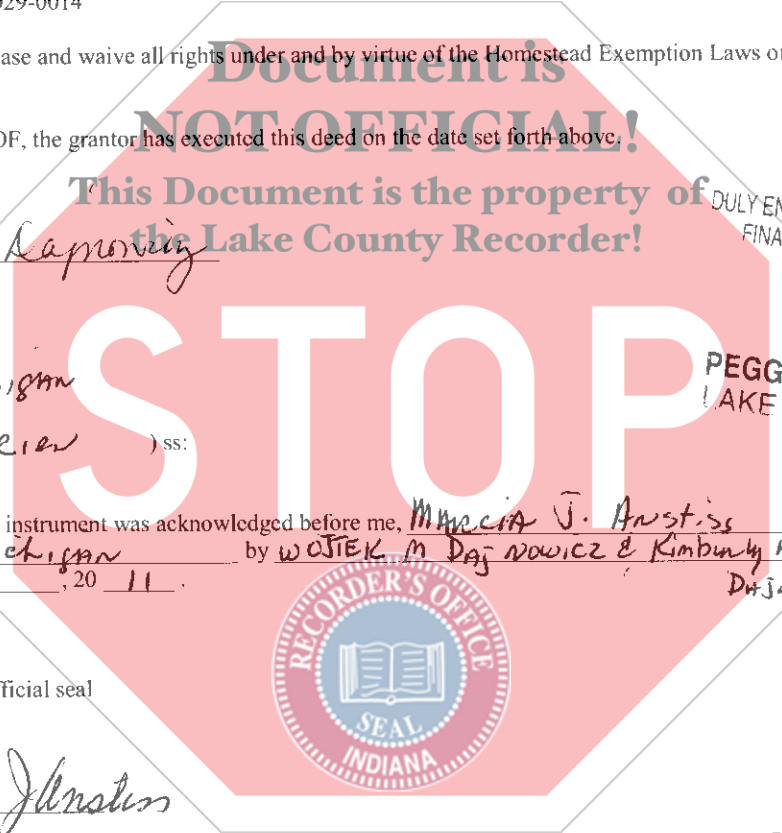 029-0014
ase and waive all rights under and by virtue of the Homestead Exemption Laws of
Document is
NOT OFFICIAL!
OF, the grantor has executed this deed on the date set forth above.
This Document is the property of
the Lake County Recorder!
DULY EN
FINA
STOP
PEGG
LAKE
) ss:
instrument was acknowledged before me, Marcia J. Anstiss
by WOJTEK M DAJNOWICZ & Kimberly
, 20 11 .
RECORDER'S OFFICE
SEAL
INDIANA
fficial seal
J Anstiss